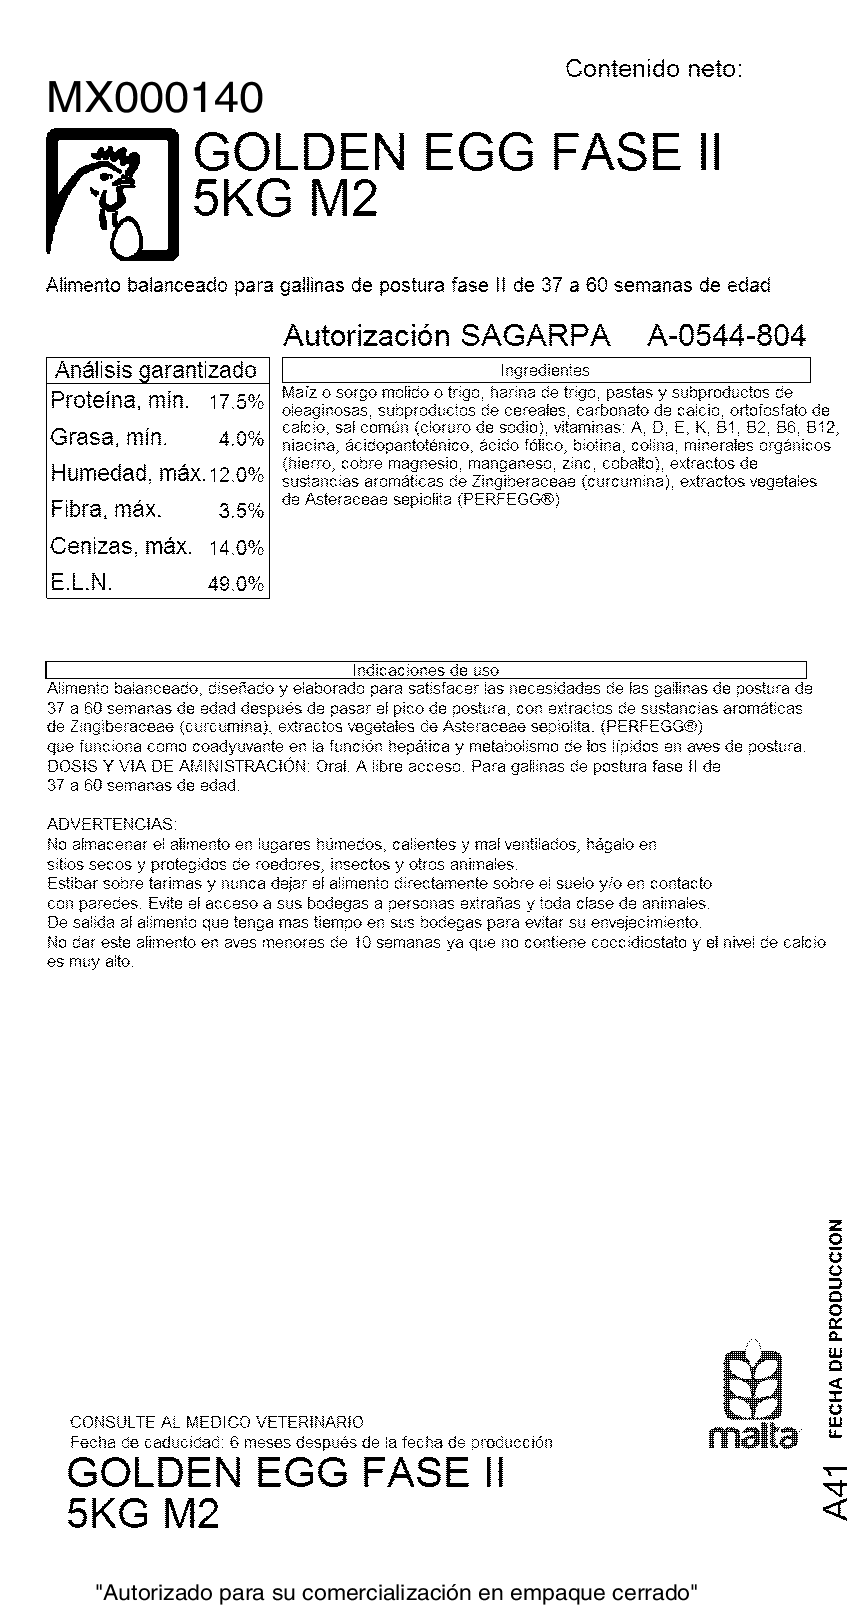 Contenido neto:
MX000140
GOLDEN EGG FASE II
5KG M2
Alimento balanceado para gallinas de postura fase II de 37 a 60 semanas de edad
Autorización SAGARPA A-0544-804
Análisis garantizado
Proteína, mín. 17.5%
Grasa, mín. 4.0%
Humedad, máx. 12.0%
Fibra, máx. 3.5%
Cenizas, máx. 14.0%
E.L.N. 49.0%
Ingredientes
Maíz o sorgo molido o trigo, harina de trigo, pastas y subproductos de
oleaginosas, subproductos de cereales, carbonato de calcio, ortofosfato de
calcio, sal común (cloruro de sodio), vitaminas: A, D, E, K, B1, B2, B6, B12,
niacina, ácidopantoténico, ácido fólico, biotina, colina, minerales orgánicos
(hierro, cobre magnesio, manganeso, zinc, cobalto), extractos de
sustancias aromáticas de Zingiberaceae (curcumina), extractos vegetales
de Asteraceae sepiolita (PERFEGG®)
Indicaciones de uso
Alimento balanceado, diseñado y elaborado para satisfacer las necesidades de las gallinas de postura de
37 a 60 semanas de edad después de pasar el pico de postura, con extractos de sustancias aromáticas
de Zingiberaceae (curcumina), extractos vegetales de Asteraceae sepiolita. (PERFEGG®)
que funciona como coadyuvante en la función hepática y metabolismo de los lípidos en aves de postura.
DOSIS Y VIA DE AMINISTRACIÓN: Oral. A libre acceso. Para gallinas de postura fase II de
37 a 60 semanas de edad.
ADVERTENCIAS:
No almacenar el alimento en lugares húmedos, calientes y mal ventilados, hágalo en
sitios secos y protegidos de roedores, insectos y otros animales.
Estibar sobre tarimas y nunca dejar el alimento directamente sobre el suelo y/o en contacto
con paredes. Evite el acceso a sus bodegas a personas extrañas y toda clase de animales.
De salida al alimento que tenga mas tiempo en sus bodegas para evitar su envejecimiento.
No dar este alimento en aves menores de 10 semanas ya que no contiene coccidiostato y el nivel de calcio
es muy alto.
FECHA DE PRODUCCION
A41
malta
CONSULTE AL MEDICO VETERINARIO
Fecha de caducidad: 6 meses después de la fecha de producción
GOLDEN EGG FASE II
5KG M2
"Autorizado para su comercialización en empaque cerrado"